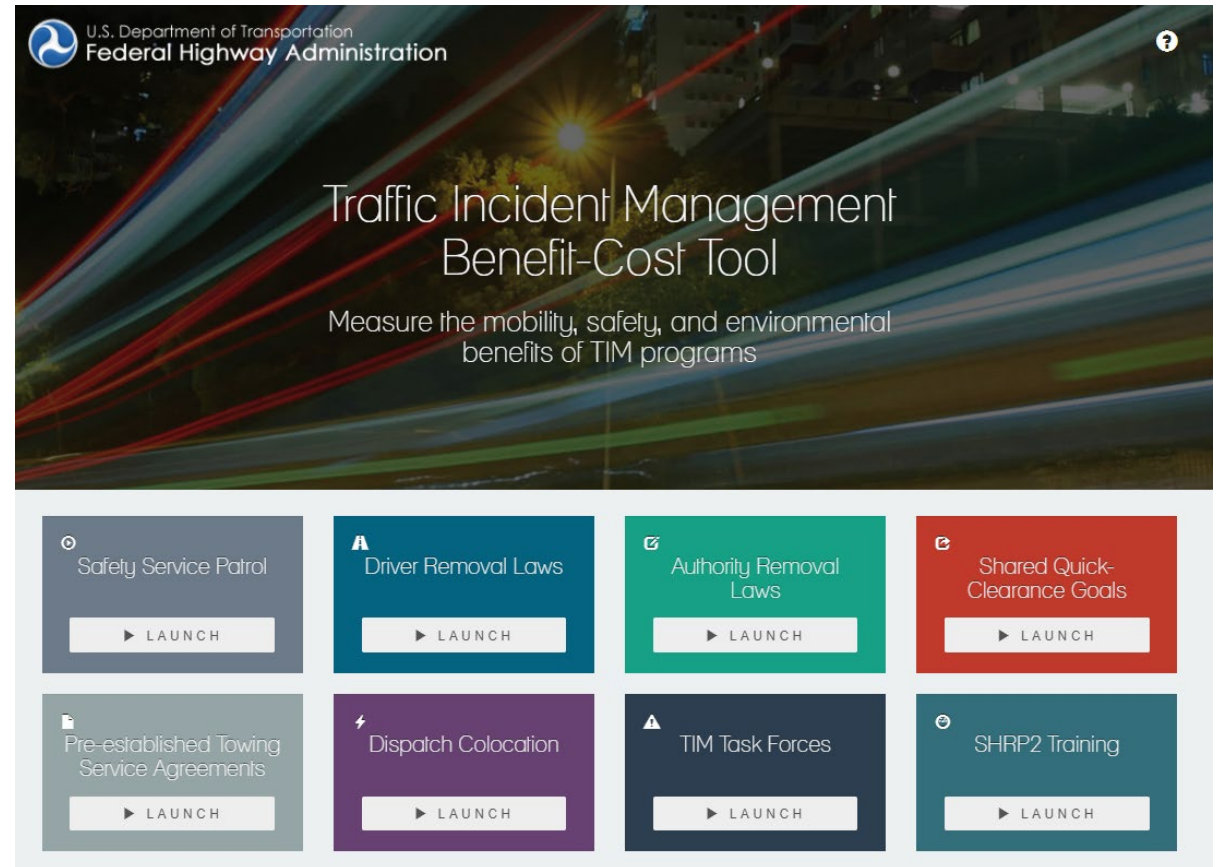 U.S. Department of Transportation
Federal Highway Administration
?
Traffic Incident Management
Benefit-Cost Tool
Measure the mobility, safety, and environmental
benefits of TIM programs
Safety Service Patrol
LAUNCH
Driver Removal Laws
LAUNCH
Authority Removal
Laws
LAUNCH
Shared Quick-
Clearance Goals
LAUNCH
Pre-established Towing
Service Agreements
LAUNCH
Dispatch Colocation
LAUNCH
TIM Task Forces
LAUNCH
SHRP2 Training
LAUNCH